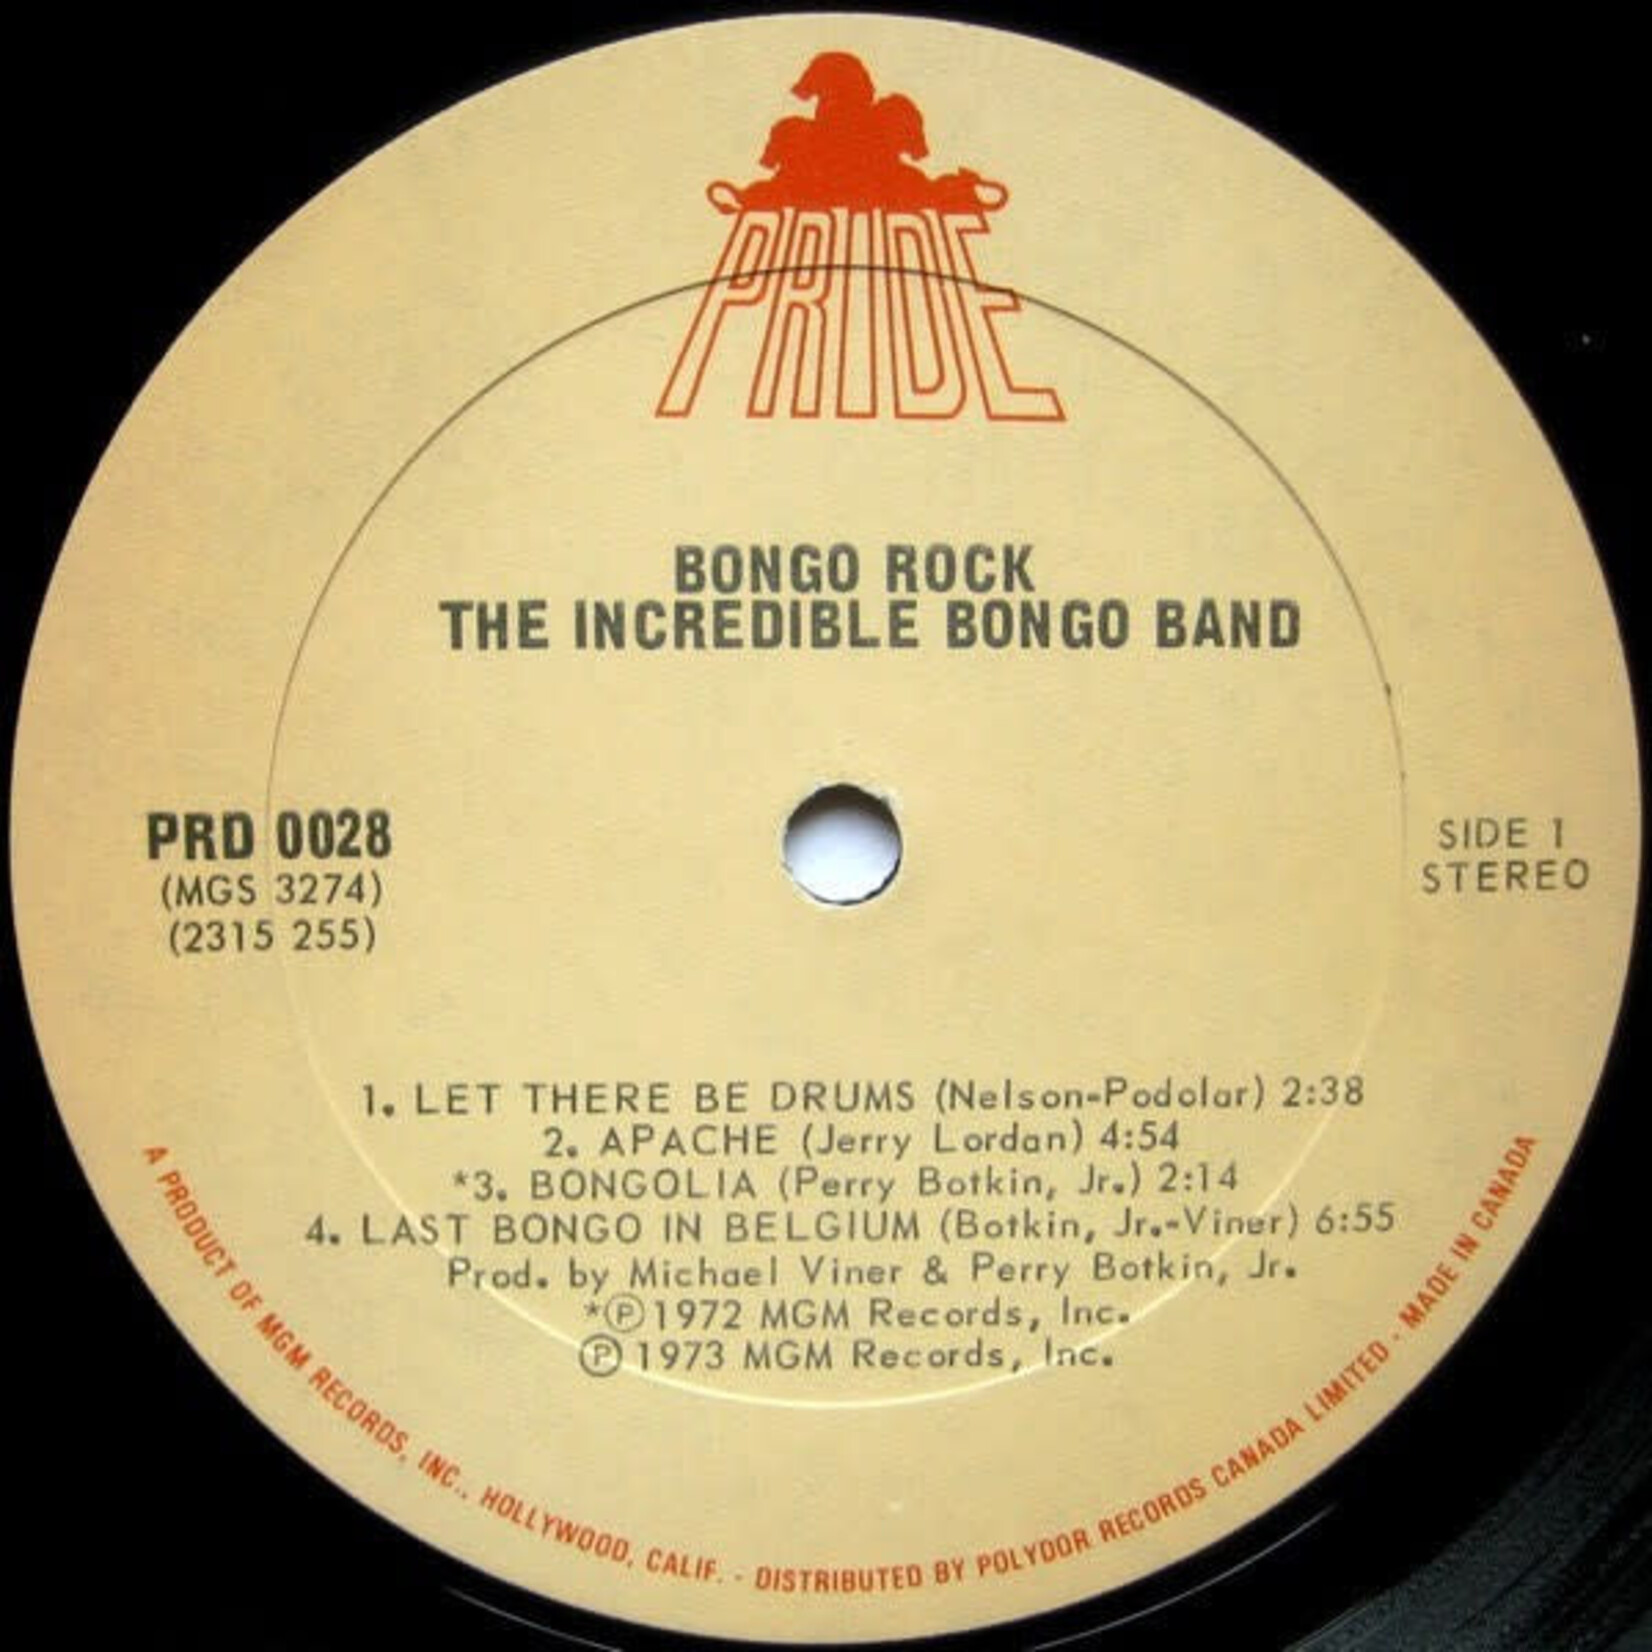 PRIDE
BONGO ROCK
THE INCREDIBLE BONGO BAND
PRD 0028
(MGS 3274)
(2315 255)
SIDE 1
STEREO
1. LET THERE BE DRUMS (Nelson-Podolar) 2:38
2. APACHE (Jerry Lordan) 4:54
*3. BONGOLIA (Perry Botkin, Jr.) 2:14
4. LAST BONGO IN BELGIUM (Botkin, Jr.-Viner) 6:55
Prod. by Michael Viner & Perry Botkin, Jr.
*Ⓟ1972 MGM Records, Inc.
Ⓟ 1973 MGM Records, Inc.
A PRODUCT OF MGM RECORDS, INC., HOLLYWOOD, CALIF. - DISTRIBUTED BY POLYDOR RECORDS CANADA LIMITED - MADE IN CANADA